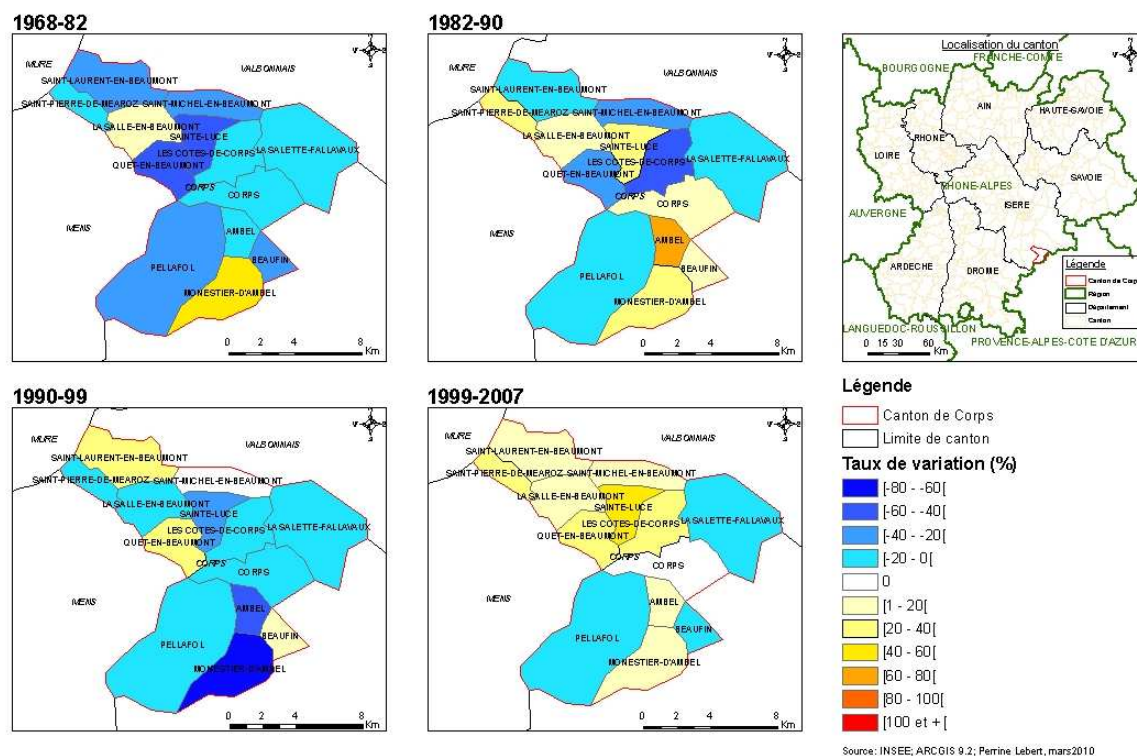 1968-82
MURE
VALBONNAIS
SAINT-LAURENT-EN-BEAUMONT
SAINT-PIERRE-DE-MEAROZ
SAINT-MICHEL-EN-BEAUMONT
LA SALLE-EN-BEAUMONT
SAINTE-LUCE
LES COTES-DE-CORPS
LA SALETTE-FALLAVAUX
QUET-EN-BEAUMONT
CORPS
CORPS
MENS
AMBEL
PELLAFOL
BEAUFIN
MONESTIER-D'AMBEL
0 2 4 8
Km
1982-90
MURE
VALBONNAIS
SAINT-LAURENT-EN-BEAUMONT
SAINT-PIERRE-DE-MEAROZ
SAINT-MICHEL-EN-BEAUMONT
LA SALLE-EN-BEAUMONT
SAINTE-LUCE
LES COTES-DE-CORPS
LA SALETTE-FALLAVAUX
QUET-EN-BEAUMONT
CORPS
CORPS
MENS
AMBEL
PELLAFOL
BEAUFIN
MONESTIER-D'AMBEL
0 2 4 8
Km
Localisation du canton
FRANCHE-COMTE
BOURGOGNE
AIN
HAUTE-SAVOIE
RHONE
LOIRE
SAVOIE
RHONE-ALPES
ISERE
AUVERGNE
ARDECHE
DROME
Légende
Canton de Corps
Région
Département
Canton
LANGUEDOC-ROUSSILLON
0 15 30 60
Km
PROVENCE-ALPES-COTE D'AZUR
1990-99
MURE
VALBONNAIS
SAINT-LAURENT-EN-BEAUMONT
SAINT-PIERRE-DE-MEAROZ
SAINT-MICHEL-EN-BEAUMONT
LA SALLE-EN-BEAUMONT
SAINTE-LUCE
LES COTES-DE-CORPS
LA SALETTE-FALLAVAUX
QUET-EN-BEAUMONT
CORPS
CORPS
MENS
AMBEL
PELLAFOL
BEAUFIN
MONESTIER-D'AMBEL
0 2 4 8
Km
1999-2007
MURE
VALBONNAIS
SAINT-LAURENT-EN-BEAUMONT
SAINT-PIERRE-DE-MEAROZ
SAINT-MICHEL-EN-BEAUMONT
LA SALLE-EN-BEAUMONT
SAINTE-LUCE
LES COTES-DE-CORPS
LA SALETTE-FALLAVAUX
QUET-EN-BEAUMONT
CORPS
CORPS
MENS
AMBEL
PELLAFOL
BEAUFIN
MONESTIER-D'AMBEL
0 2 4 8
Km
Légende
Canton de Corps
Limite de canton
Taux de variation (%)
[-80 - -60[
[-60 - -40[
[-40 - -20[
[-20 - 0[
0
[1 - 20[
[20 - 40[
[40 - 60[
[60 - 80[
[80 - 100[
[100 et + [
Source: INSEE; ARCGIS 9.2; Perrine Lebert, mars2010